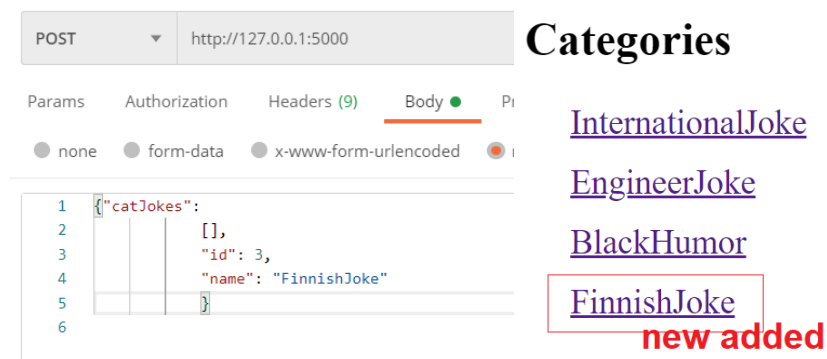 POST http://127.0.0.1:5000
Params Authorization Headers (9) Body
none form-data x-www-form-urlencoded
1 {"catJokes":
2 [],
3 "id": 3,
4 "name": "FinnishJoke"
5 }
6
Categories
InternationalJoke
EngineerJoke
BlackHumor
FinnishJoke
new added